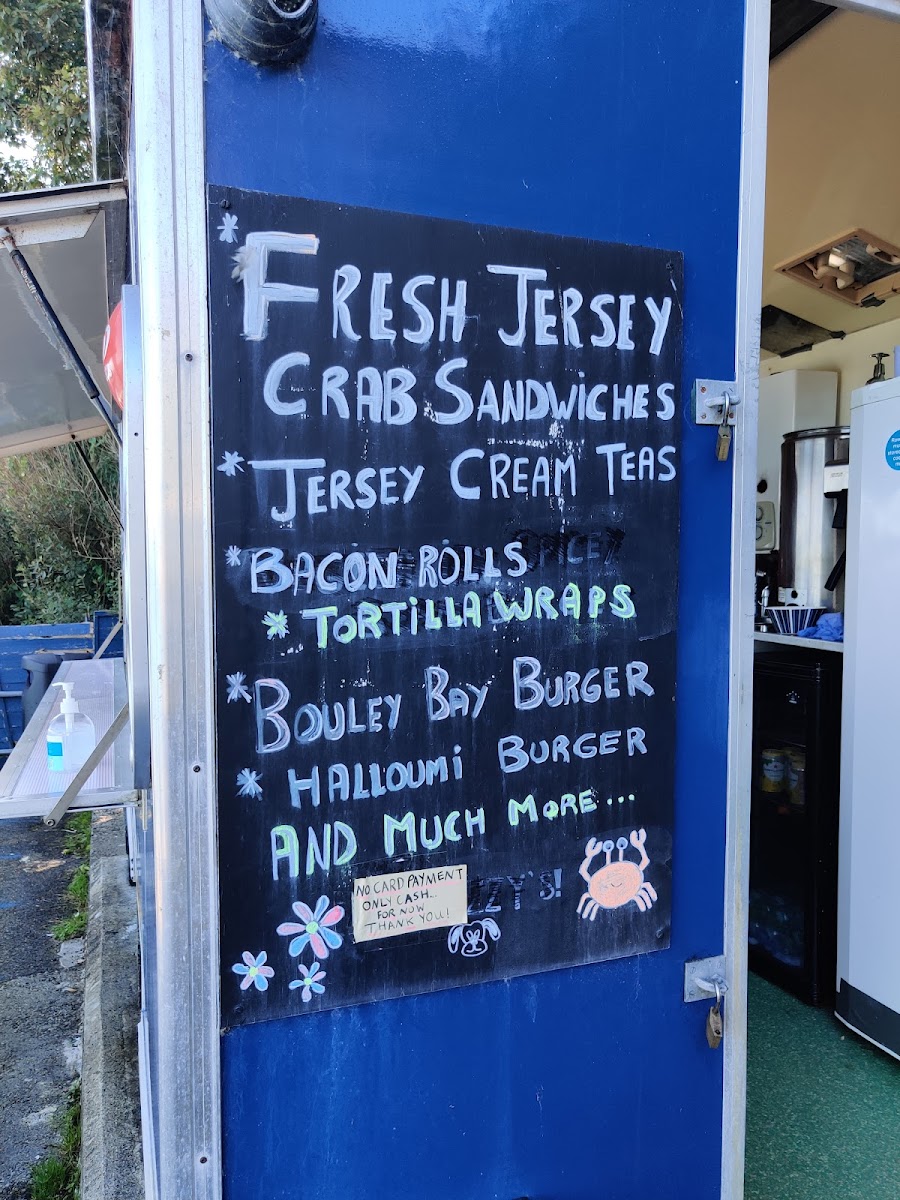 * FRESH JERSEY
CRAB SANDWICHES
* JERSEY CREAM TEAS
* BACON ROLLS
* TORTILLA WRAPS
* BOULEY BAY BURGER
* HALLOUMI BURGER
AND MUCH MORE...
NO CARD PAYMENT
ONLY CASH...
FOR NOW
THANK YOU!
ZZY'S!